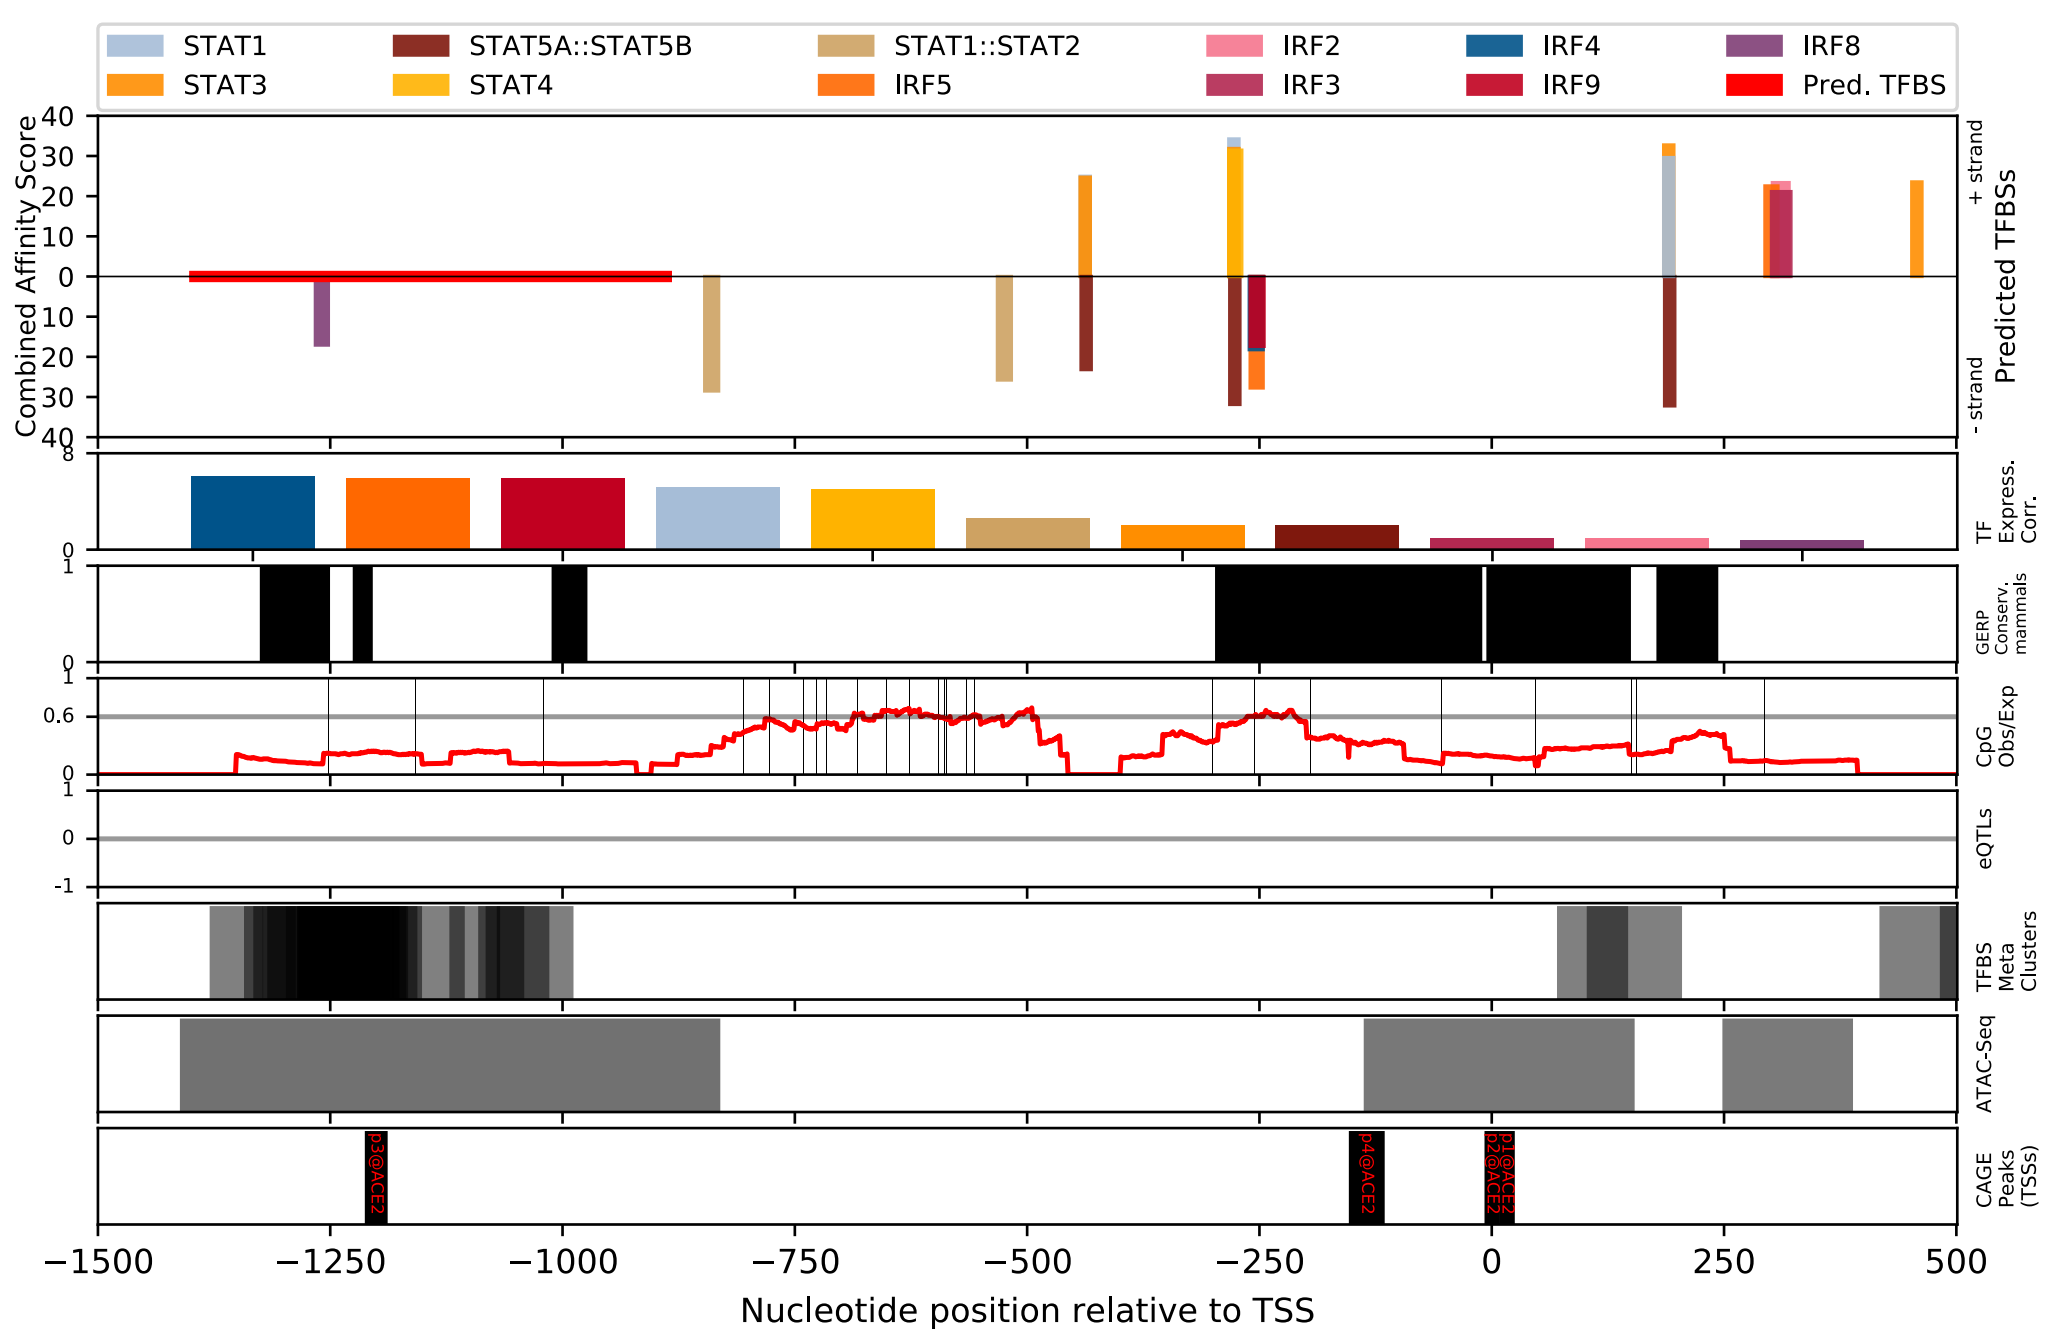 STAT1 STAT5A::STAT5B STAT1::STAT2 IRF2 IRF4 IRF8
STAT3 STAT4 IRF5 IRF3 IRF9 Pred. TFBS
Combined Affinity Score
40
30
20
10
0
10
20
30
40
+ strand
- strand
Predicted TFBSs
8
0
TF
Express.
Corr.
1
0
GERP
Conserv.
mammals
1
0.6
0
CpG
Obs/Exp
1
0
-1
eQTLs
TFBS
Meta
Clusters
ATAC-Seq
p3@ACE2
p4@ACE2
p2@ACE2
p1@ACE2
CAGE
Peaks
(TSSs)
−1500 −1250 −1000 −750 −500 −250 0 250 500
Nucleotide position relative to TSS